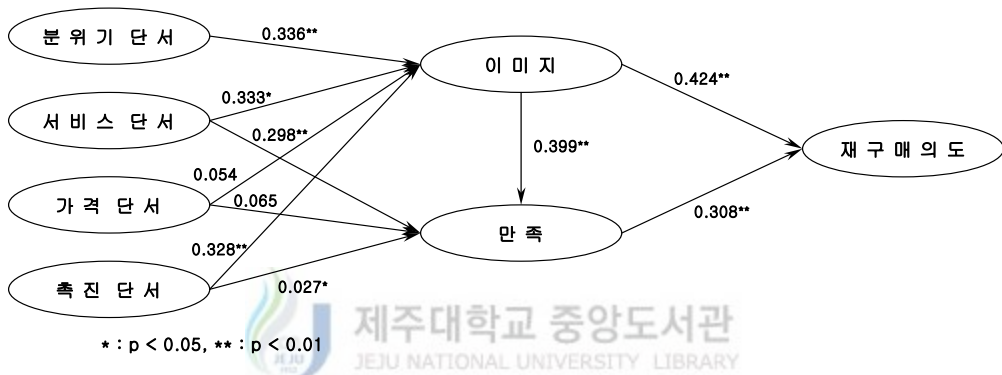 분위기 단서
0.336**
이미지
서비스 단서
0.333*
0.424**
0.298**
0.399**
재구매의도
0.054
가격 단서
0.065
만족
0.308**
0.328**
촉진 단서
0.027*
* : p < 0.05, ** : p < 0.01
제주대학교 중앙도서관
JEJU NATIONAL UNIVERSITY LIBRARY
JEJU
1952